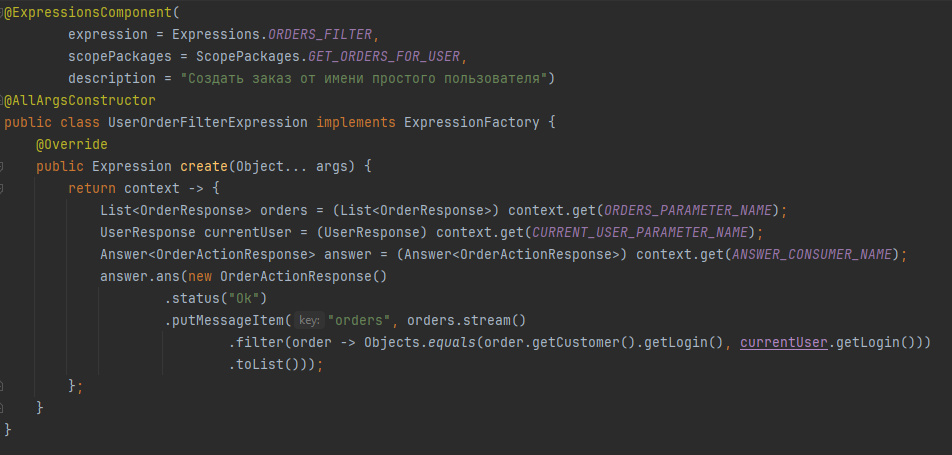 @ExpressionsComponent(
expression = Expressions.ORDERS_FILTER,
scopePackages = ScopePackages.GET_ORDERS_FOR_USER,
description = "Создать заказ от имени простого пользователя")
@AllArgsConstructor
public class UserOrderFilterExpression implements ExpressionFactory {
@Override
public Expression create(Object... args) {
return context -> {
List<OrderResponse> orders = (List<OrderResponse>) context.get(ORDERS_PARAMETER_NAME);
UserResponse currentUser = (UserResponse) context.get(CURRENT_USER_PARAMETER_NAME);
Answer<OrderActionResponse> answer = (Answer<OrderActionResponse>) context.get(ANSWER_CONSUMER_NAME);
answer.ans(new OrderActionResponse()
.status("Ok")
.putMessageItem( key: "orders", orders.stream()
.filter(order -> Objects.equals(order.getCustomer().getLogin(), currentUser.getLogin()))
.toList()));
};
}
}